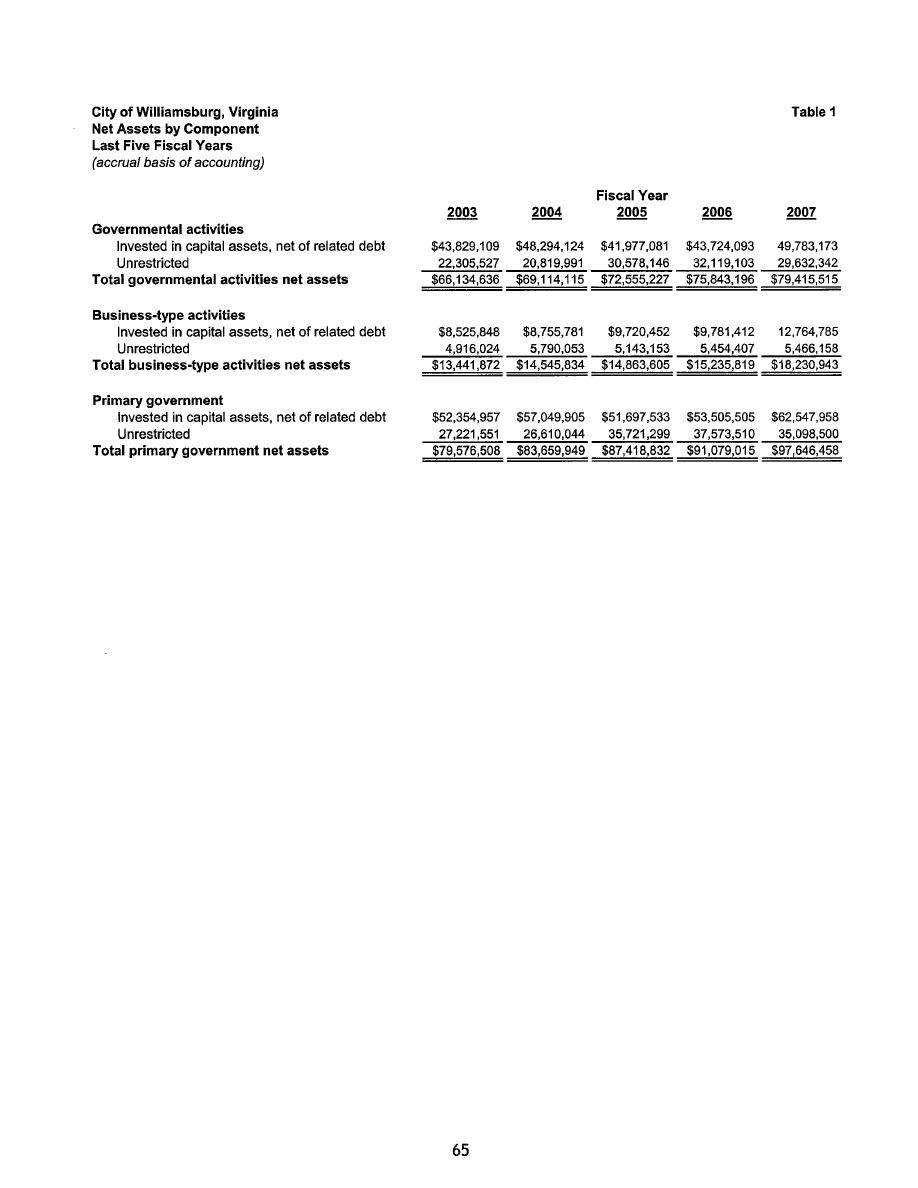 City of Williamsburg, Virginia Table 1
Net Assets by Component
Last Five Fiscal Years
(accrual basis of accounting)
Fiscal Year
2003 2004 2005 2006 2007
Governmental activities
Invested in capital assets, net of related debt $43,829,109 $48,294,124 $41,977,081 $43,724,093 49,783,173
Unrestricted 22,305,527 20,819,991 30,578,146 32,119,103 29,632,342
Total governmental activities net assets $66,134,636 $69,114,115 $72,555,227 $75,843,196 $79,415,515
Business-type activities
Invested in capital assets, net of related debt $8,525,848 $8,755,781 $9,720,452 $9,781,412 12,764,785
Unrestricted 4,916,024 5,790,053 5,143,153 5,454,407 5,466,158
Total business-type activities net assets $13,441,872 $14,545,834 $14,863,605 $15,235,819 $18,230,943
Primary government
Invested in capital assets, net of related debt $52,354,957 $57,049,905 $51,697,533 $53,505,505 $62,547,958
Unrestricted 27,221,551 26,610,044 35,721,299 37,573,510 35,098,500
Total primary government net assets $79,576,508 $83,659,949 $87,418,832 $91,079,015 $97,646,458
65